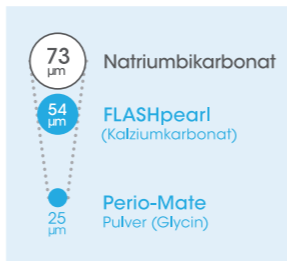 73
µm
Natriumbikarbonat
54
µm
FLASHpearl
(Kalziumkarbonat)
25
µm
Perio-Mate
Pulver (Glycin)